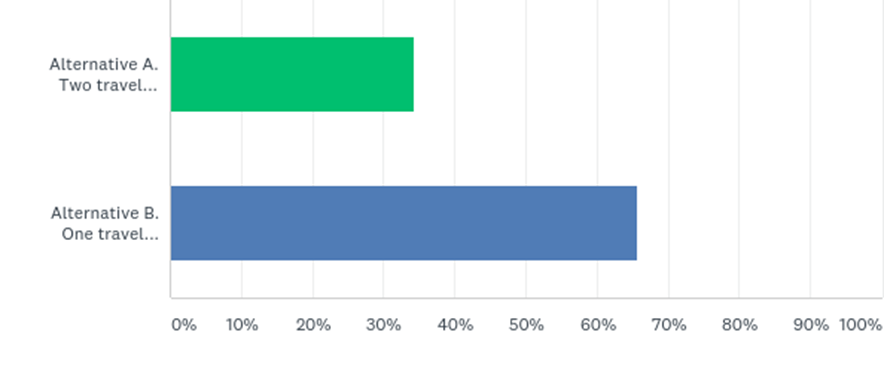 Alternative A.
Two travel...
Alternative B.
One travel...
0% 10% 20% 30% 40% 50% 60% 70% 80% 90% 100%